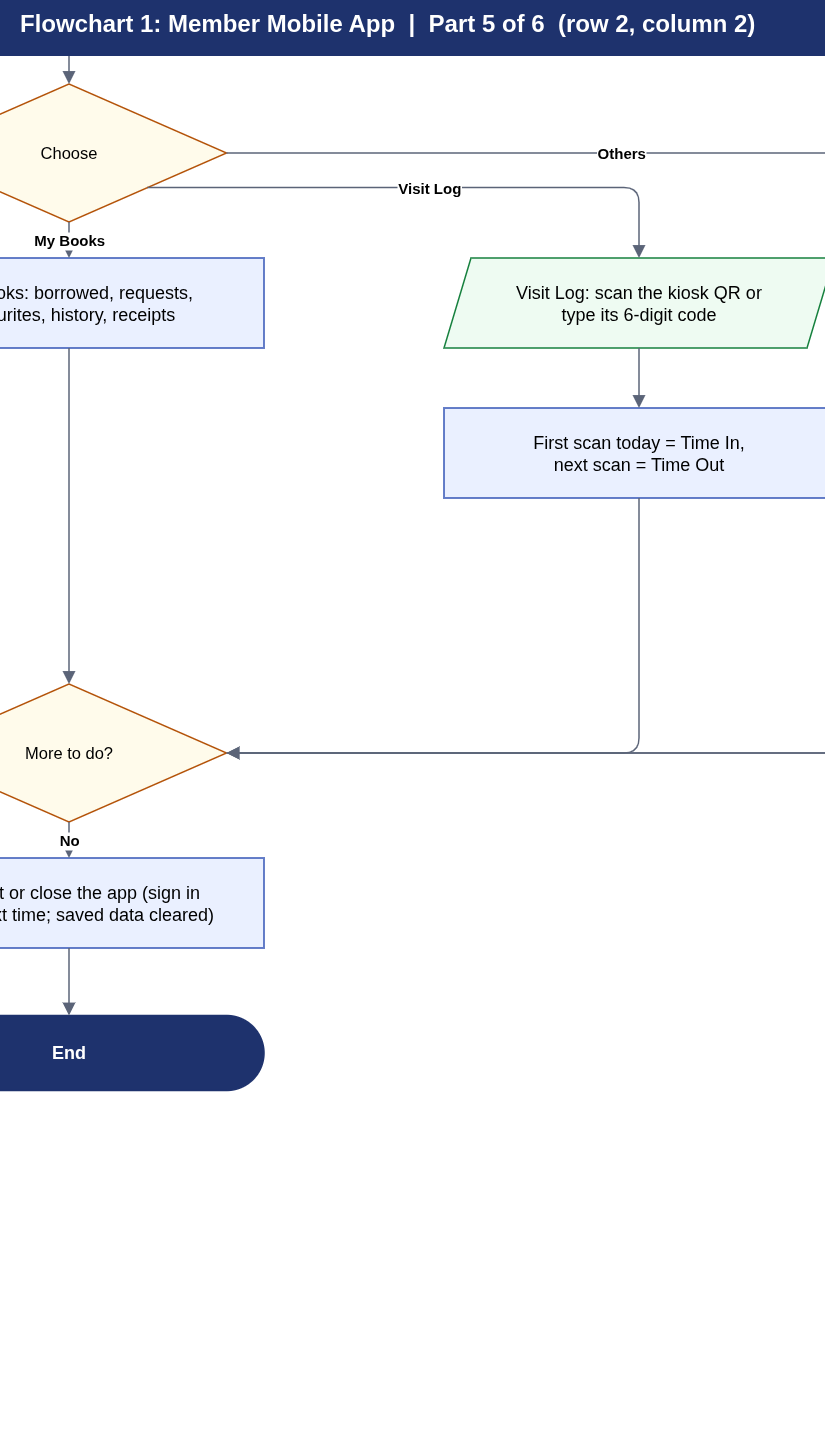 Flowchart 1: Member Mobile App | Part 5 of 6 (row 2, column 2)
Choose
Others
Visit Log
My Books
oks: borrowed, requests,
urites, history, receipts
Visit Log: scan the kiosk QR or
type its 6-digit code
First scan today = Time In,
next scan = Time Out
More to do?
No
t or close the app (sign in
xt time; saved data cleared)
End